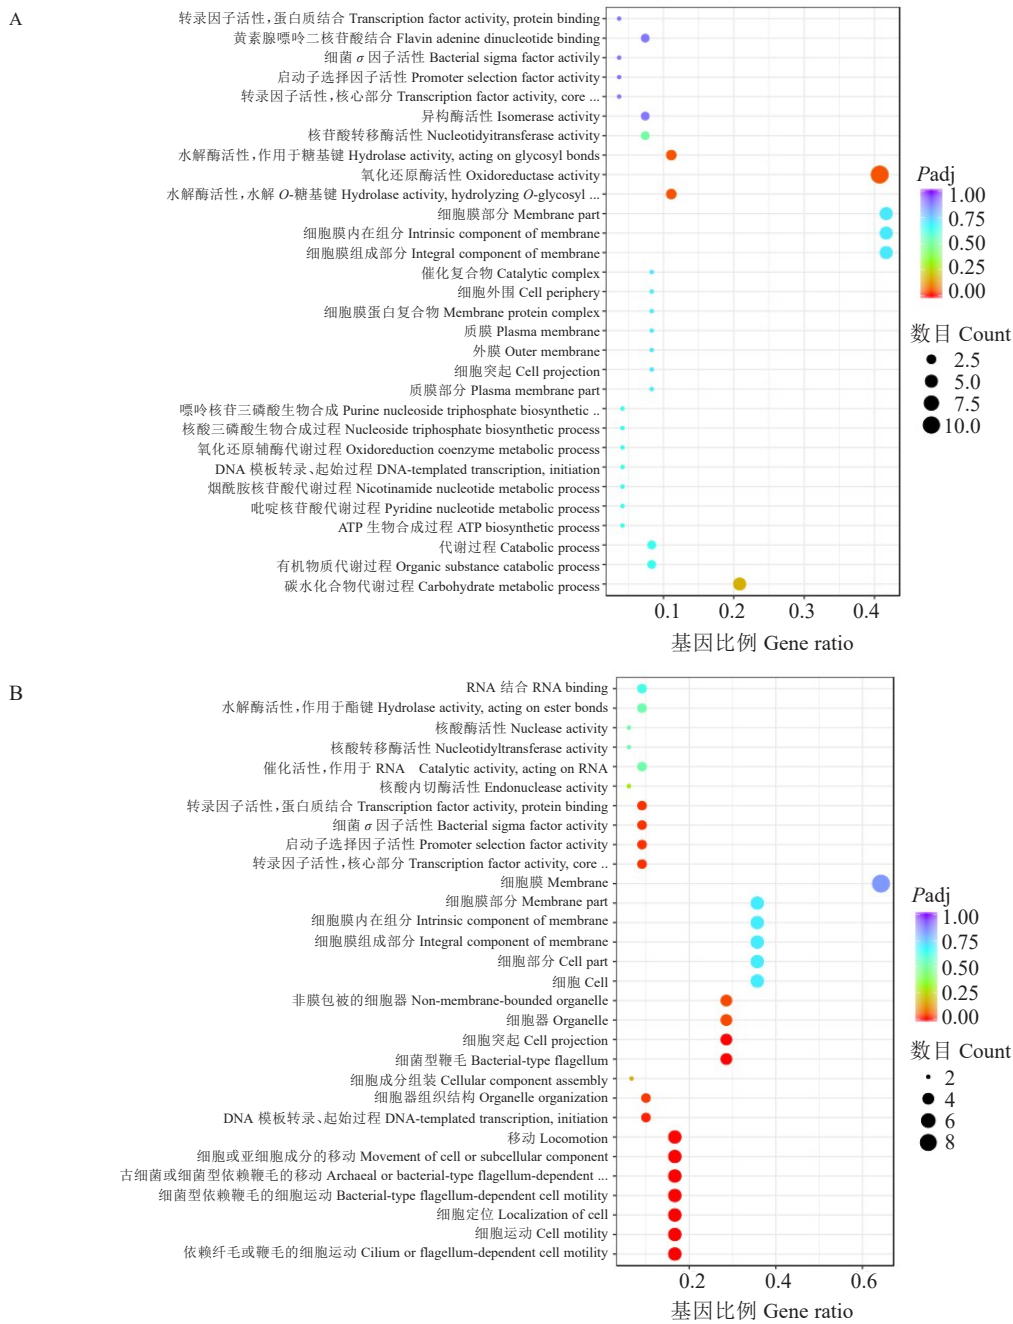 A
转录因子活性,蛋白质结合 Transcription factor activity, protein binding
黄素腺嘌呤二核苷酸结合 Flavin adenine dinucleotide binding
细菌 σ 因子活性 Bacterial sigma factor activily
启动子选择因子活性 Promoter selection factor activity
转录因子活性,核心部分 Transcription factor activity, core ...
异构酶活性 Isomerase activity
核苷酸转移酶活性 Nucleotidyitransferase activity
水解酶活性,作用于糖基键 Hydrolase activity, acting on glycosyl bonds
氧化还原酶活性 Oxidoreductase activity
水解酶活性,水解 O-糖基键 Hydrolase activity, hydrolyzing O-glycosyl ...
细胞膜部分 Membrane part
细胞膜内在组分 Intrinsic component of membrane
细胞膜组成部分 Integral component of membrane
催化复合物 Catalytic complex
细胞外围 Cell periphery
细胞膜蛋白复合物 Membrane protein complex
质膜 Plasma membrane
外膜 Outer membrane
细胞突起 Cell projection
质膜部分 Plasma membrane part
嘌呤核苷三磷酸生物合成 Purine nucleoside triphosphate biosynthetic ..
核酸三磷酸生物合成过程 Nucleoside triphosphate biosynthetic process
氧化还原辅酶代谢过程 Oxidoreduction coenzyme metabolic process
DNA 模板转录、起始过程 DNA-templated transcription, initiation
烟酰胺核苷酸代谢过程 Nicotinamide nucleotide metabolic process
吡啶核苷酸代谢过程 Pyridine nucleotide metabolic process
ATP 生物合成过程 ATP biosynthetic process
代谢过程 Catabolic process
有机物质代谢过程 Organic substance catabolic process
碳水化合物代谢过程 Carbohydrate metabolic process
0.1 0.2 0.3 0.4
基因比例 Gene ratio
Padj
1.00
0.75
0.50
0.25
0.00
数目 Count
2.5
5.0
7.5
10.0
B
RNA 结合 RNA binding
水解酶活性,作用于酯键 Hydrolase activity, acting on ester bonds
核酸酶活性 Nuclease activity
核酸转移酶活性 Nucleotidyltransferase activity
催化活性,作用于 RNA Catalytic activity, acting on RNA
核酸内切酶活性 Endonuclease activity
转录因子活性,蛋白质结合 Transcription factor activity, protein binding
细菌 σ 因子活性 Bacterial sigma factor activity
启动子选择因子活性 Promoter selection factor activity
转录因子活性,核心部分 Transcription factor activity, core ..
细胞膜 Membrane
细胞膜部分 Membrane part
细胞膜内在组分 Intrinsic component of membrane
细胞膜组成部分 Integral component of membrane
细胞部分 Cell part
细胞 Cell
非膜包被的细胞器 Non-membrane-bounded organelle
细胞器 Organelle
细胞突起 Cell projection
细菌型鞭毛 Bacterial-type flagellum
细胞成分组装 Cellular component assembly
细胞器组织结构 Organelle organization
DNA 模板转录、起始过程 DNA-templated transcription, initiation
移动 Locomotion
细胞或亚细胞成分的移动 Movement of cell or subcellular component
古细菌或细菌型依赖鞭毛的移动 Archaeal or bacterial-type flagellum-dependent ...
细菌型依赖鞭毛的细胞运动 Bacterial-type flagellum-dependent cell motility
细胞定位 Localization of cell
细胞运动 Cell motility
依赖纤毛或鞭毛的细胞运动 Cilium or flagellum-dependent cell motility
0.2 0.4 0.6
基因比例 Gene ratio
Padj
1.00
0.75
0.50
0.25
0.00
数目 Count
2
4
6
8